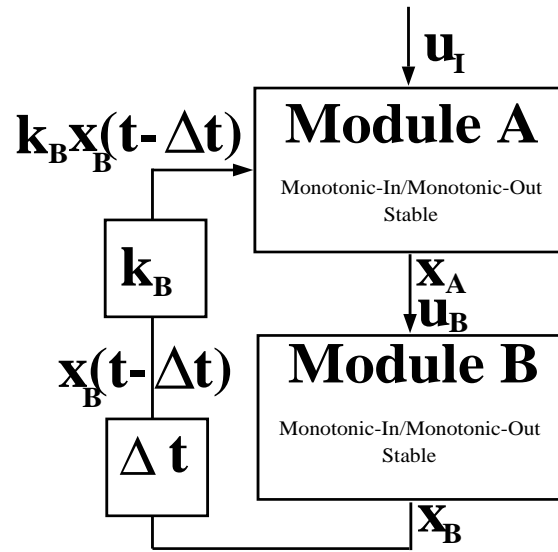 u_I
Module A
k_B x_B(t- Δt)
Monotonic-In/Monotonic-Out
Stable
k_B
x_A
u_B
Module B
x_B(t- Δt)
Monotonic-In/Monotonic-Out
Stable
Δ t
x_B